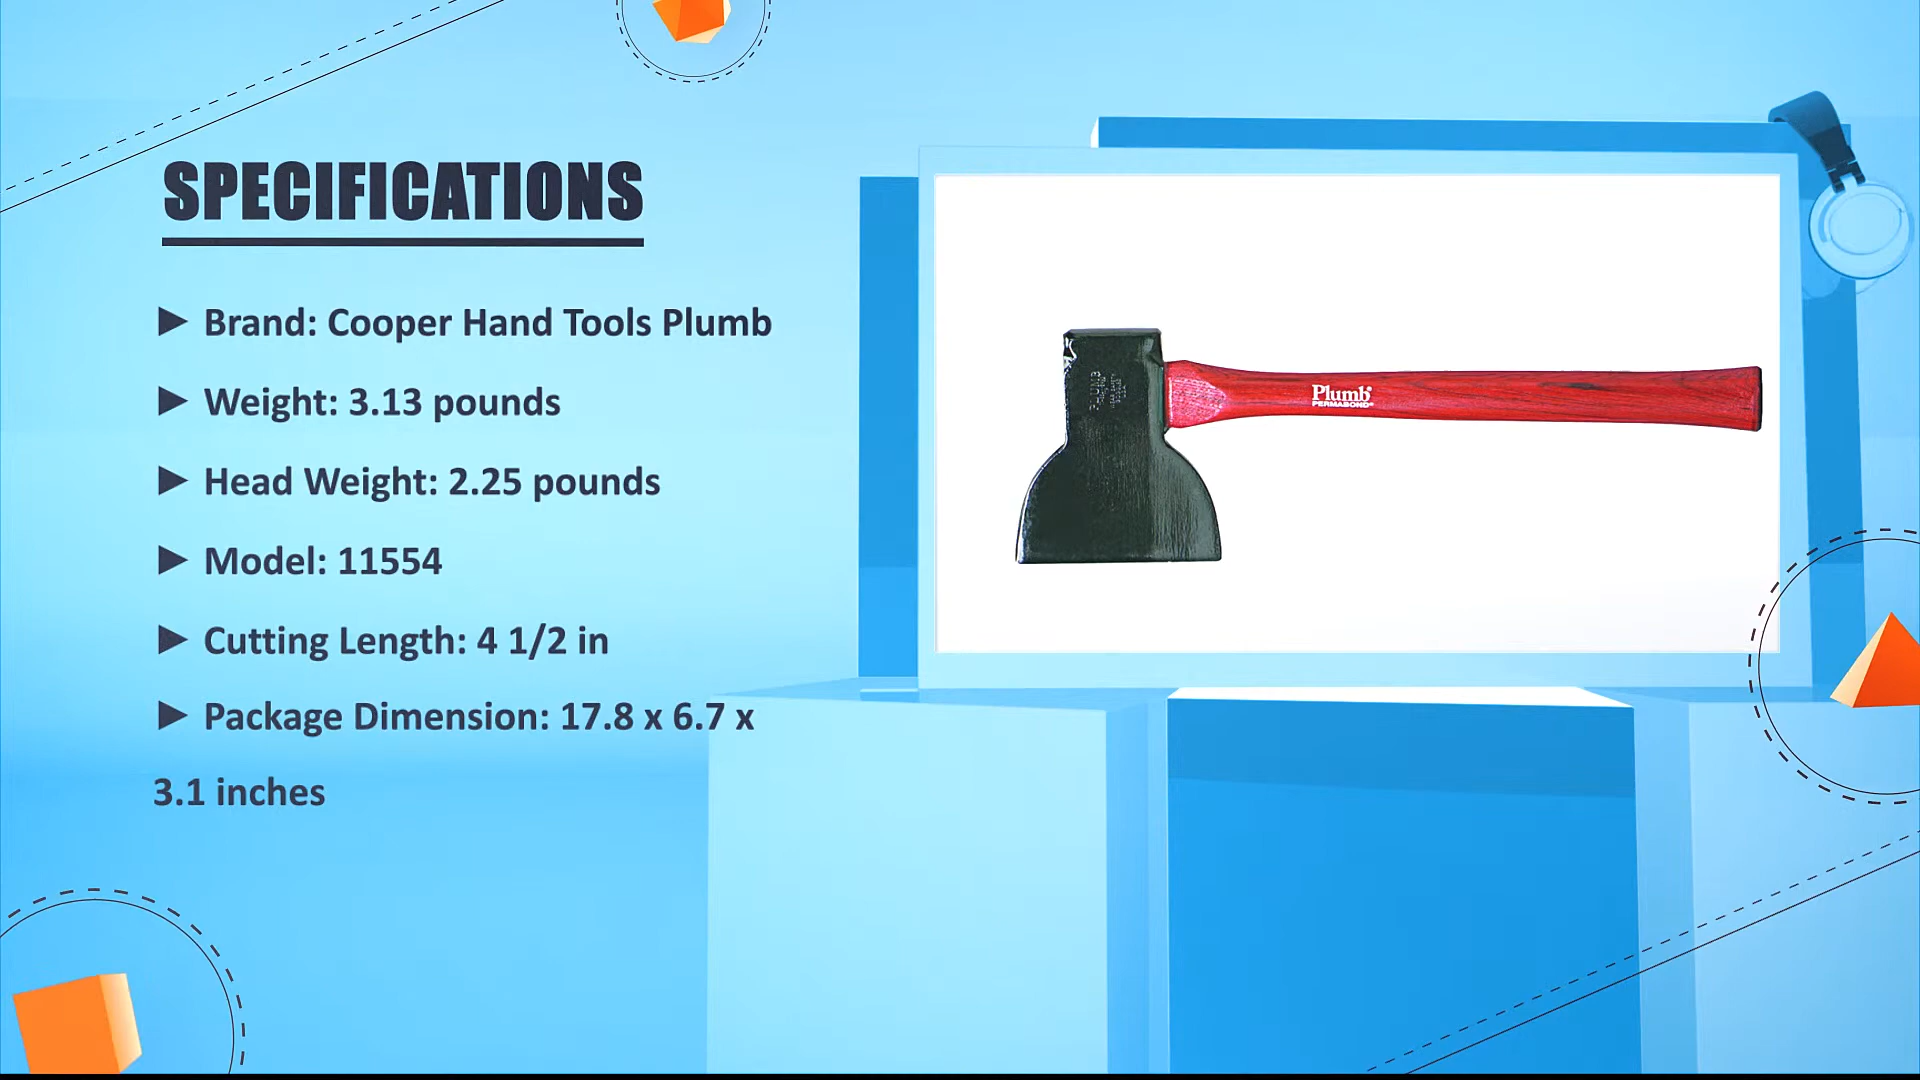 SPECIFICATIONS
► Brand: Cooper Hand Tools Plumb
► Weight: 3.13 pounds
► Head Weight: 2.25 pounds
► Model: 11554
► Cutting Length: 4 1/2 in
► Package Dimension: 17.8 x 6.7 x
3.1 inches
PLUMB
Plumb
PERMABOND